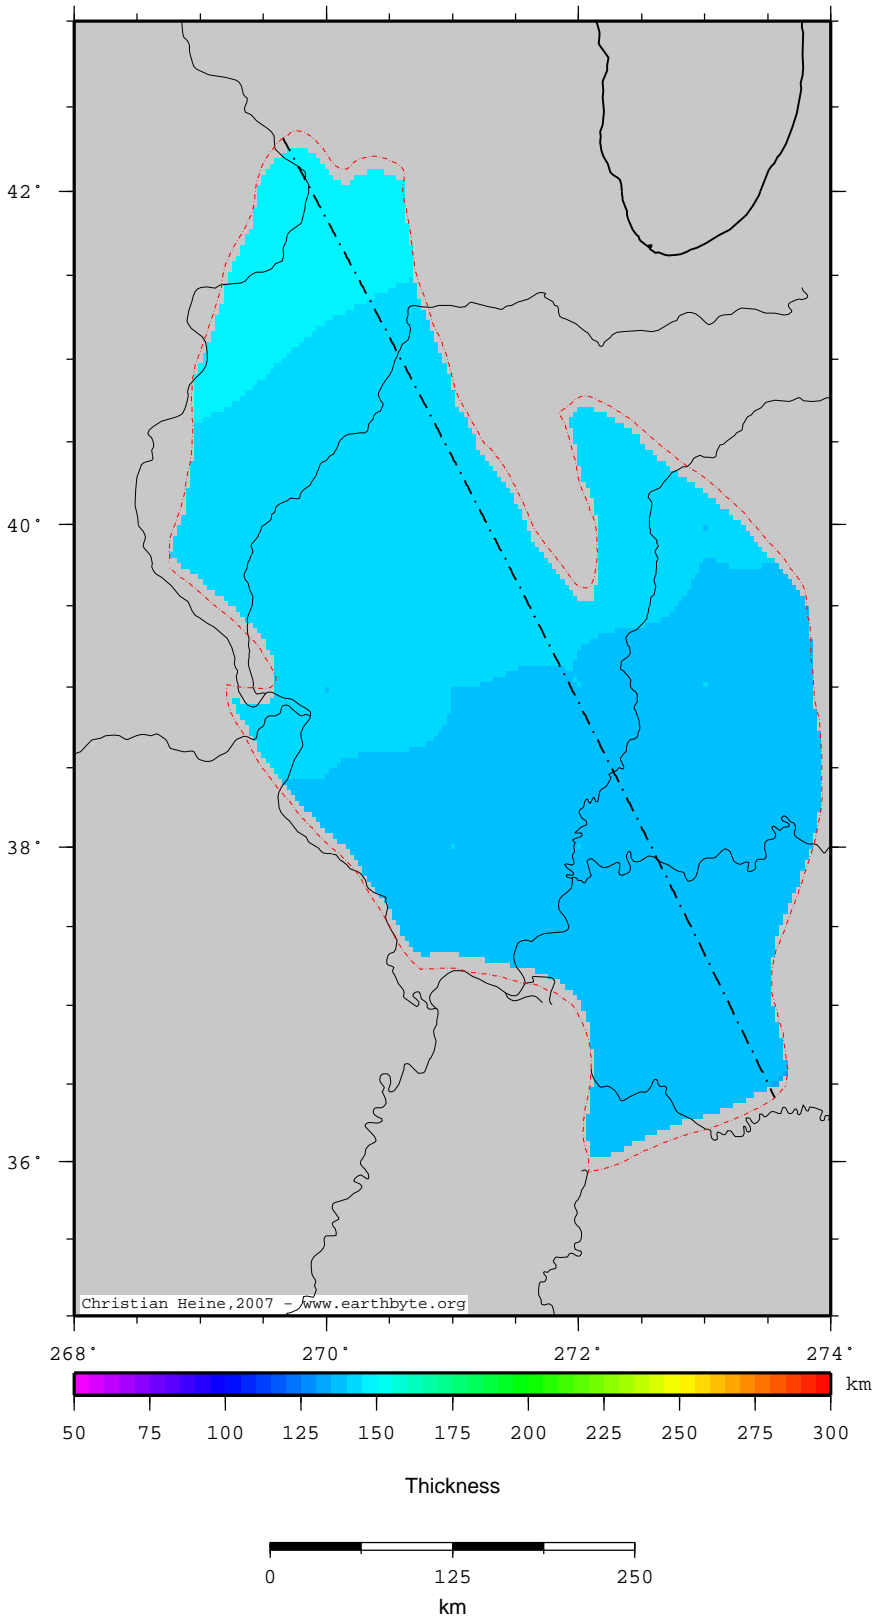 42°
40°
38°
36°
Christian Heine,2007 - www.earthbyte.org
268° 270° 272° 274°
km
50 75 100 125 150 175 200 225 250 275 300
Thickness
0 125 250
km